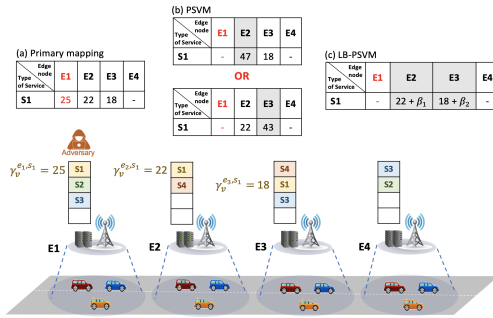 (a) Primary mapping
Edge node
Type of Service
E1 E2 E3 E4
S1 25 22 18 -
(b) PSVM
Edge node
Type of Service
E1 E2 E3 E4
S1 - 47 18 -
OR
Edge node
Type of Service
E1 E2 E3 E4
S1 - 22 43 -
(c) LB-PSVM
Edge node
Type of Service
E1 E2 E3 E4
S1 - 22 + β₁ 18 + β₂ -
Adversary
γᵥ^{e₁,s₁} = 25
S1
S2
S3
E1
γᵥ^{e₂,s₁} = 22
S1
S4
E2
γᵥ^{e₃,s₁} = 18
S4
S1
S3
E3
S3
S2
E4